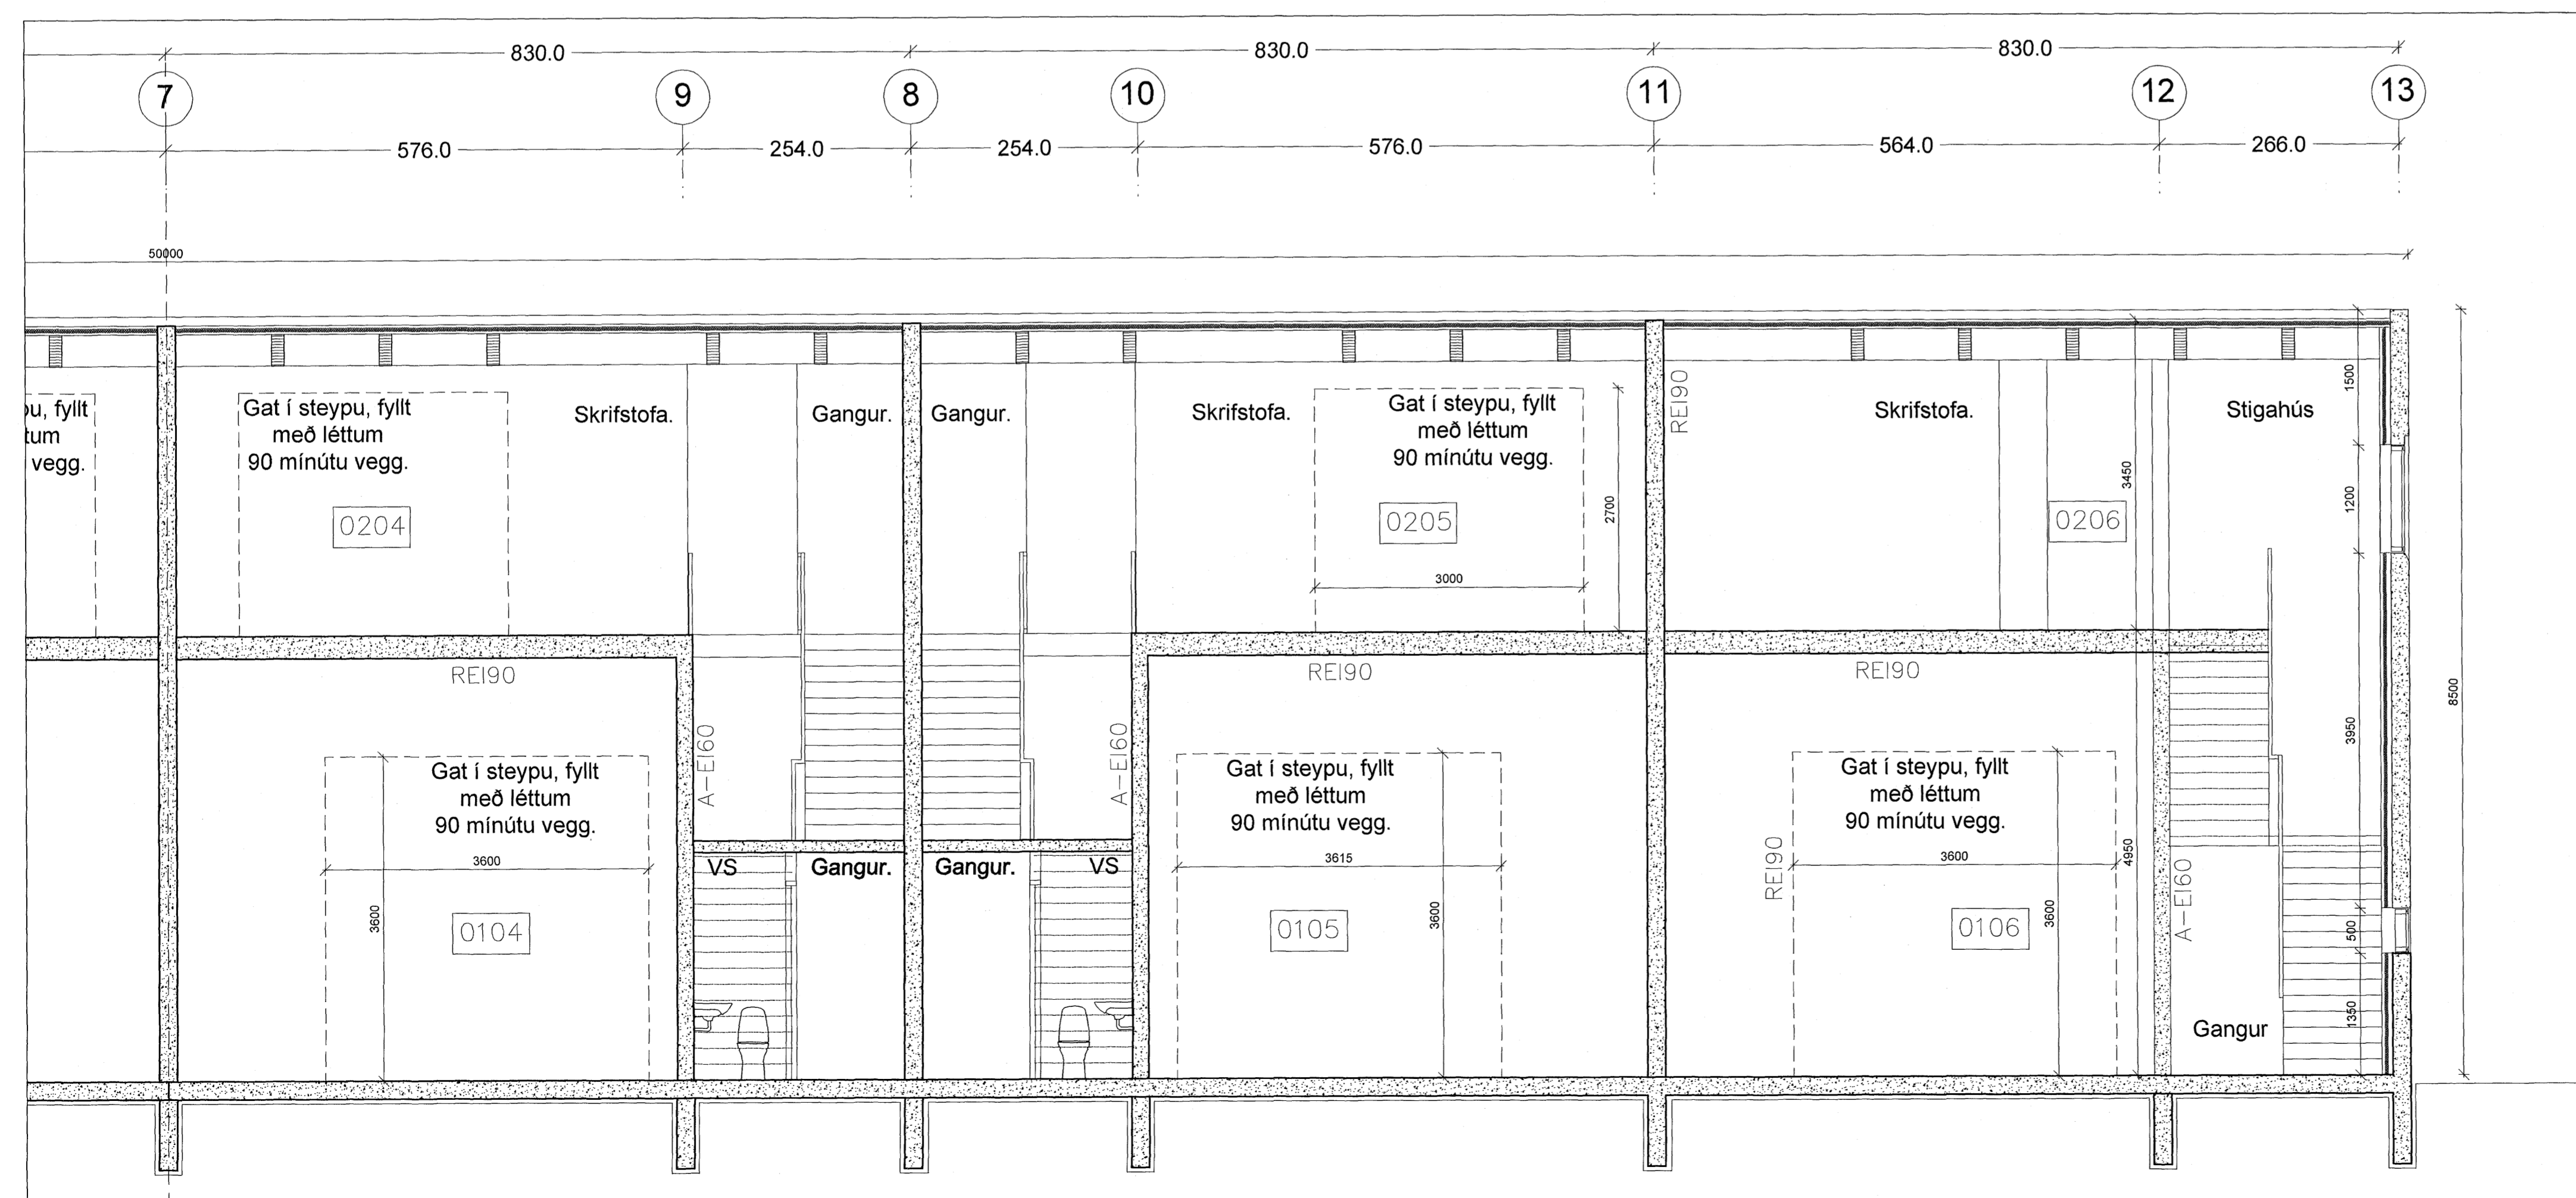 830.0 830.0 830.0
7 9 8 10 11 12 13
576.0 254.0 254.0 576.0 564.0 266.0
50000
u, fyllt
tum
vegg.
Gat í steypu, fyllt
með léttum
90 mínútu vegg.
0204
Skrifstofa.
Gangur.
Gangur.
Skrifstofa.
Gat í steypu, fyllt
með léttum
90 mínútu vegg.
0205
3000
2700
REI90
Skrifstofa.
0206
3450
Stigahús
1500
1200
3950
500
1350
8500
REI90
Gat í steypu, fyllt
með léttum
90 mínútu vegg.
3600
3600
0104
A-EI60
VS
Gangur.
Gangur.
VS
A-EI60
REI90
Gat í steypu, fyllt
með léttum
90 mínútu vegg.
3615
3600
0105
REI90
REI90
Gat í steypu, fyllt
með léttum
90 mínútu vegg.
3600
3600
0106
4950
A-EI60
Gangur